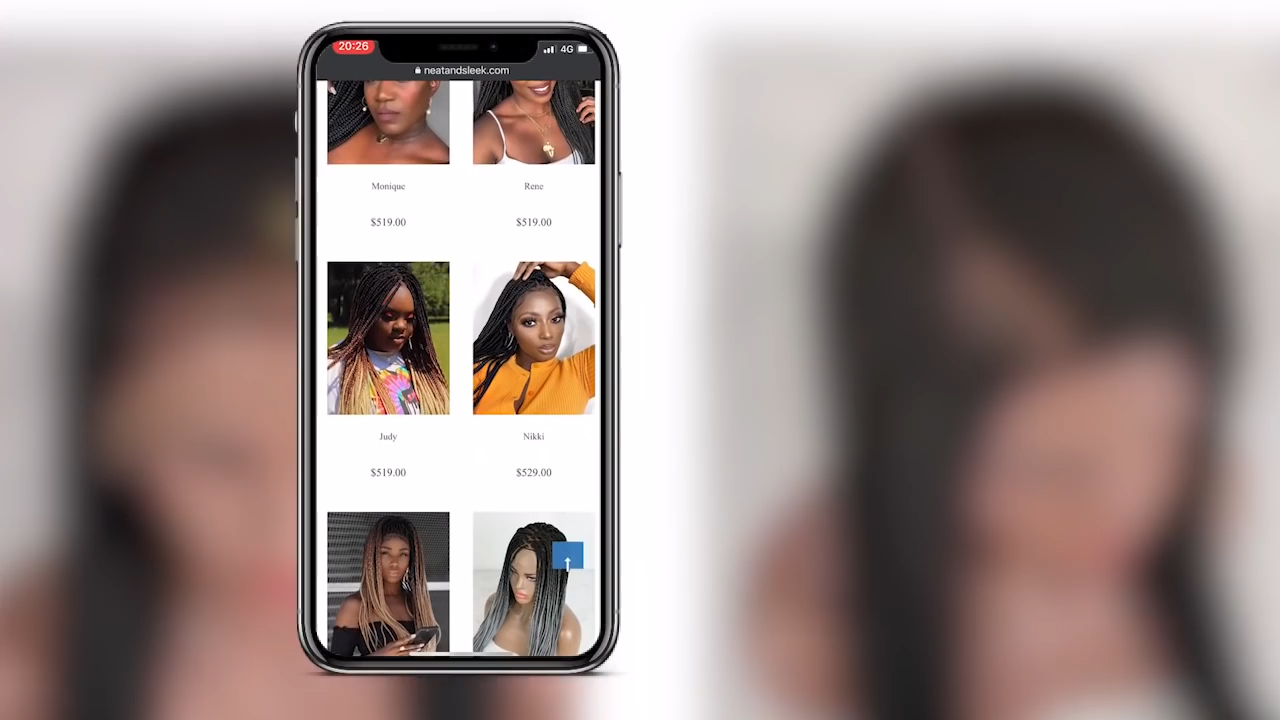 20:26
4G
neatandsleek.com
Monique
Rene
$519.00
$519.00
Judy
Nikki
$519.00
$529.00